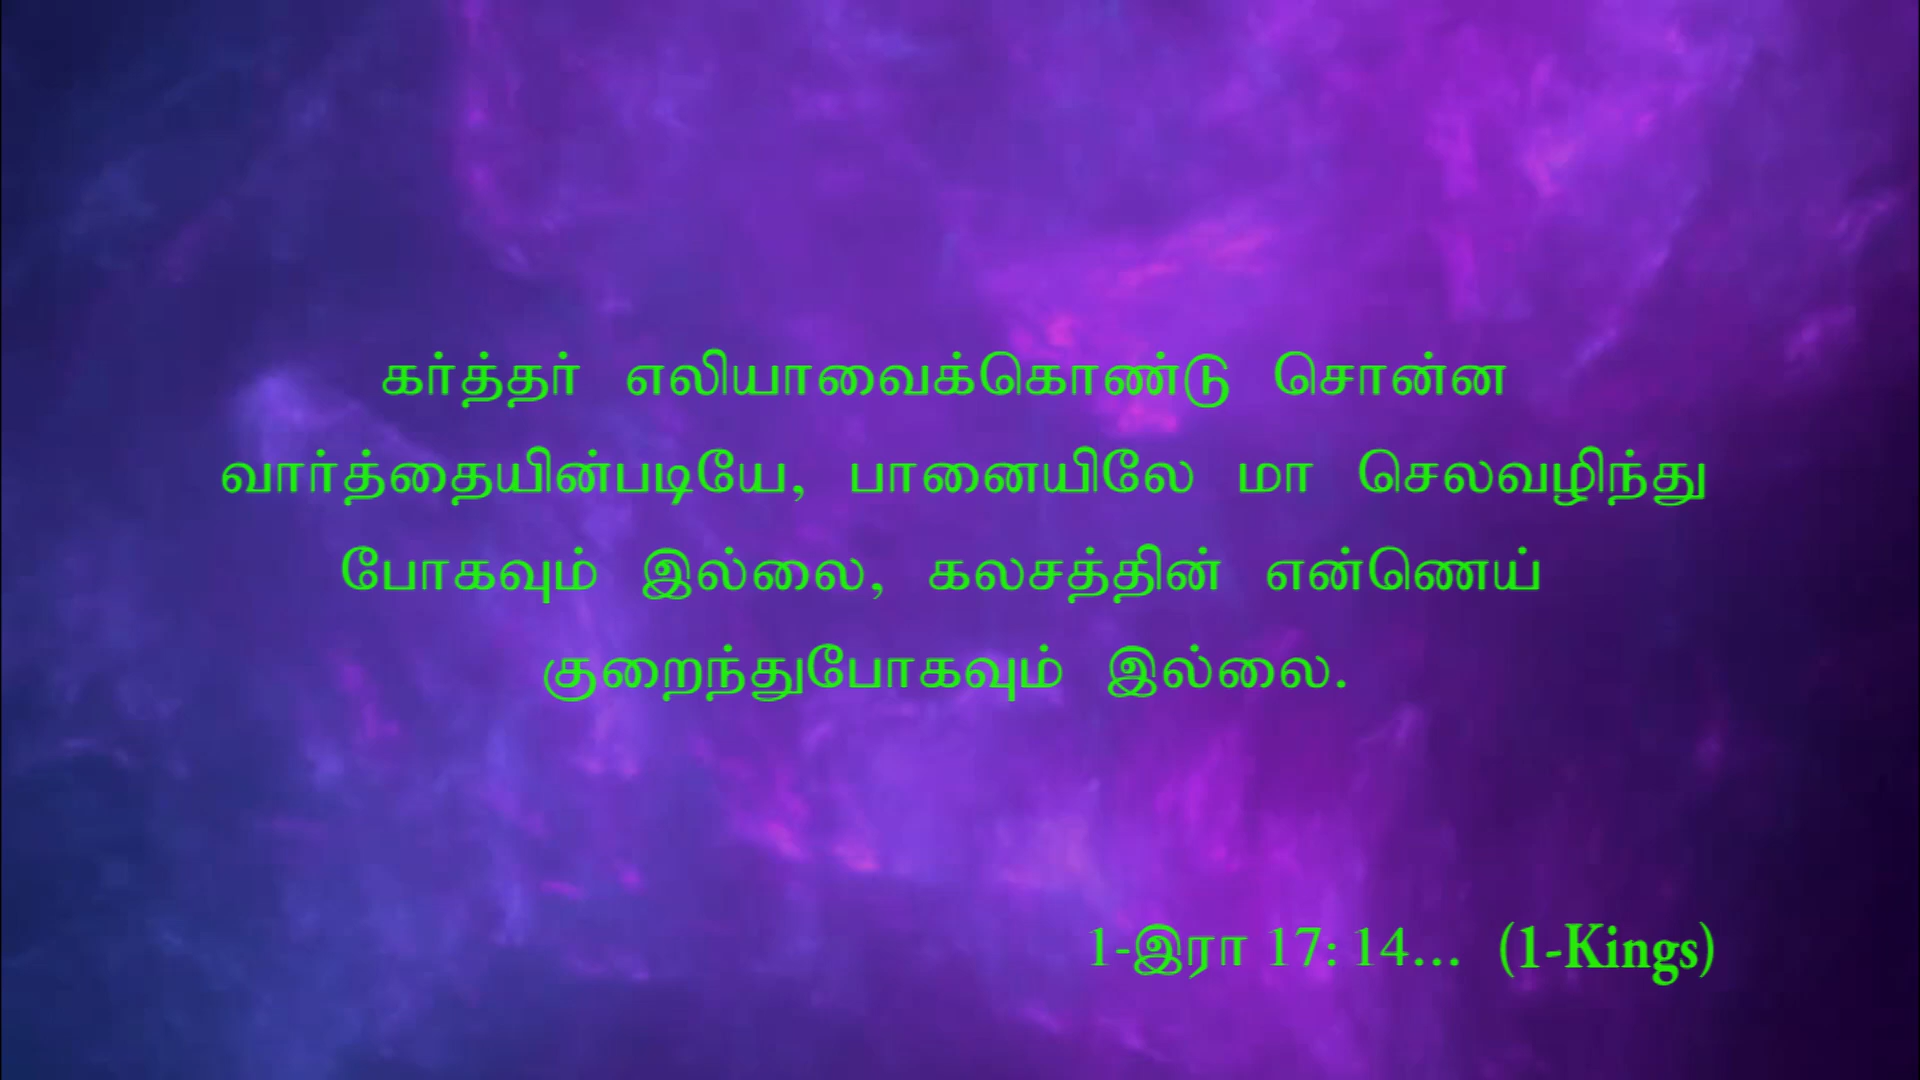 கர்த்தர் எலியாவைக்கொண்டு சொன்ன
வார்த்தையின்படியே, பானையிலே மா செலவழிந்து
போகவும் இல்லை, கலசத்தின் என்ணெய்
குறைந்துபோகவும் இல்லை.
1-இரா 17: 14... (1-Kings)